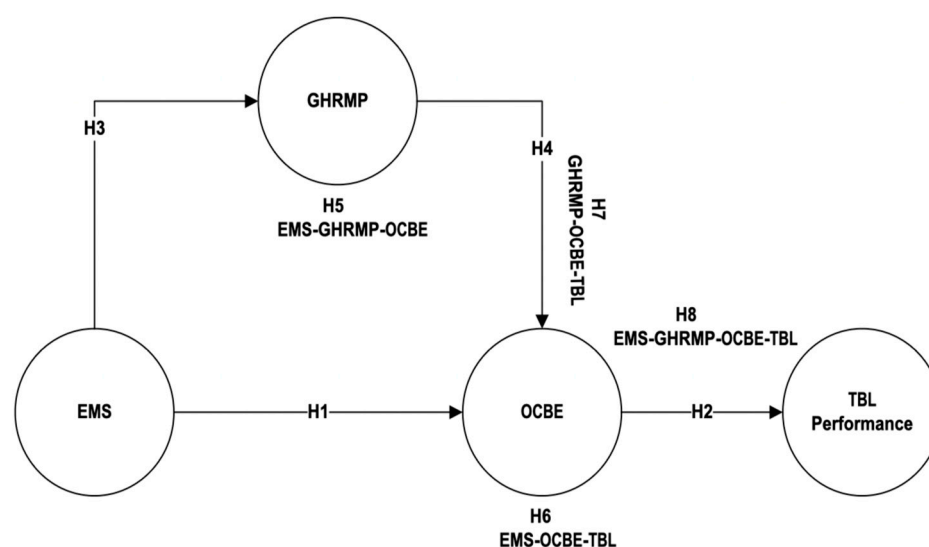 GHRMP
H3
H4
H5
EMS-GHRMP-OCBE
H7
GHRMP-OCBE-TBL
H8
EMS-GHRMP-OCBE-TBL
EMS
H1
OCBE
H2
TBL
Performance
H6
EMS-OCBE-TBL